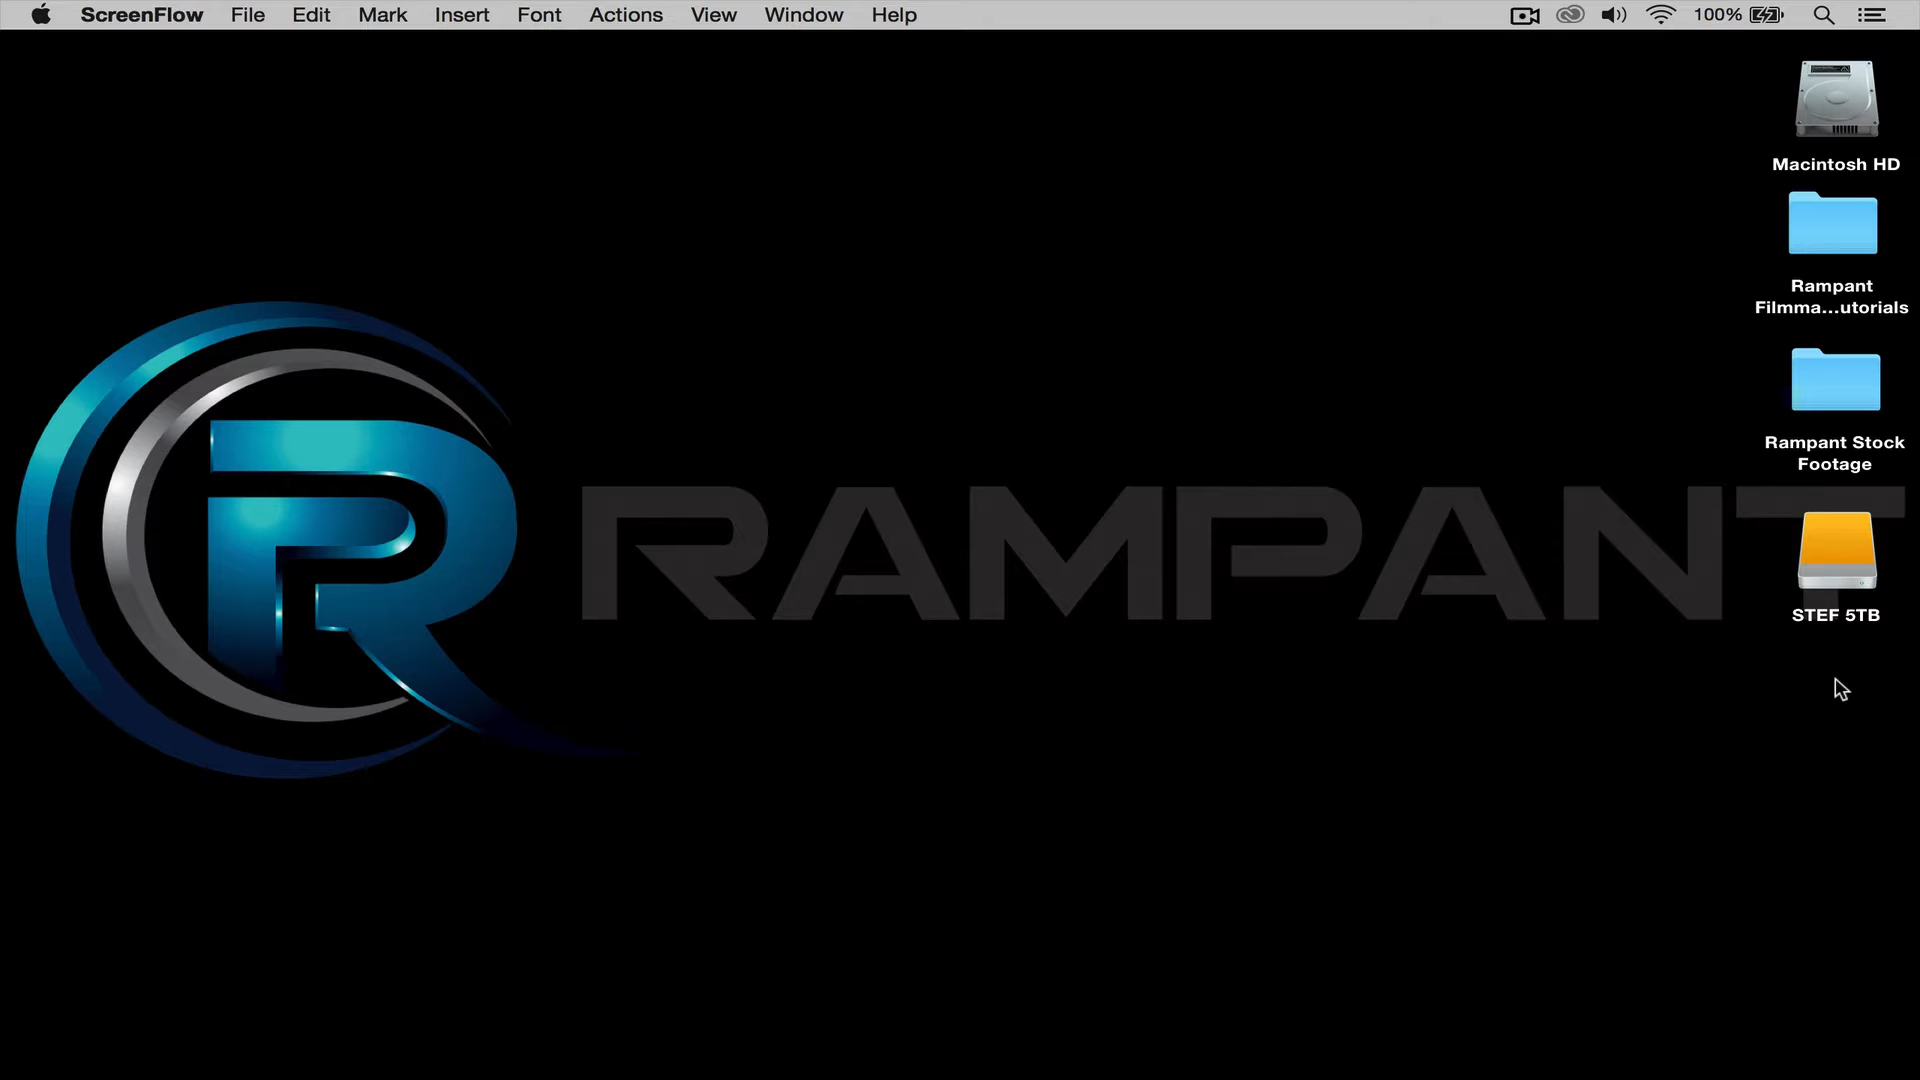 ScreenFlow File Edit Mark Insert Font Actions View Window Help 100%
Macintosh HD
Rampant
Filmma...utorials
Rampant Stock
Footage
RAMPANT
STEF 5TB